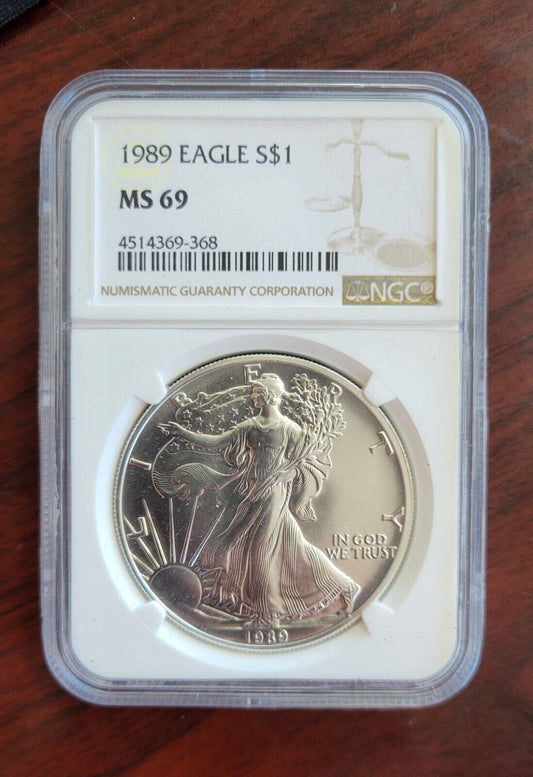 1989 EAGLE S$1
MS 69
4514369-368
NUMISMATIC GUARANTY CORPORATION NGC®
LIBERTY
IN GOD
WE TRUST
1989